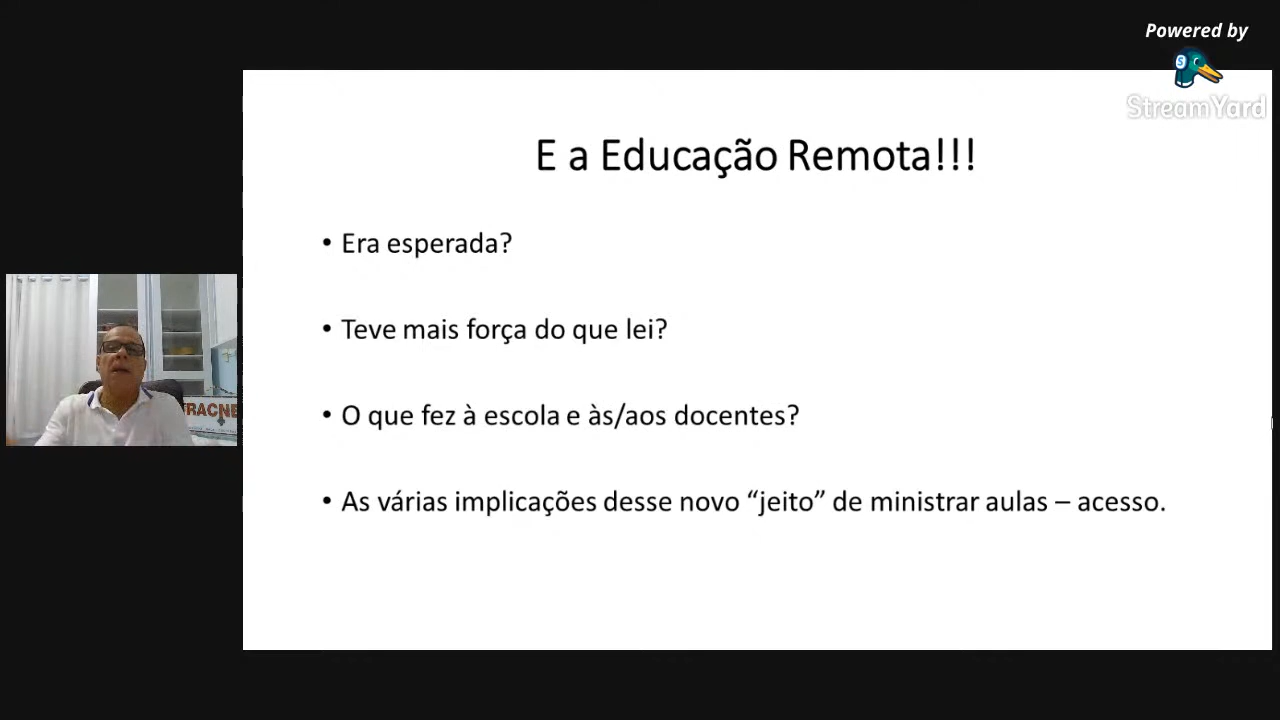 Powered by
StreamYard
E a Educação Remota!!!
• Era esperada?
• Teve mais força do que lei?
• O que fez à escola e às/aos docentes?
• As várias implicações desse novo “jeito” de ministrar aulas – acesso.